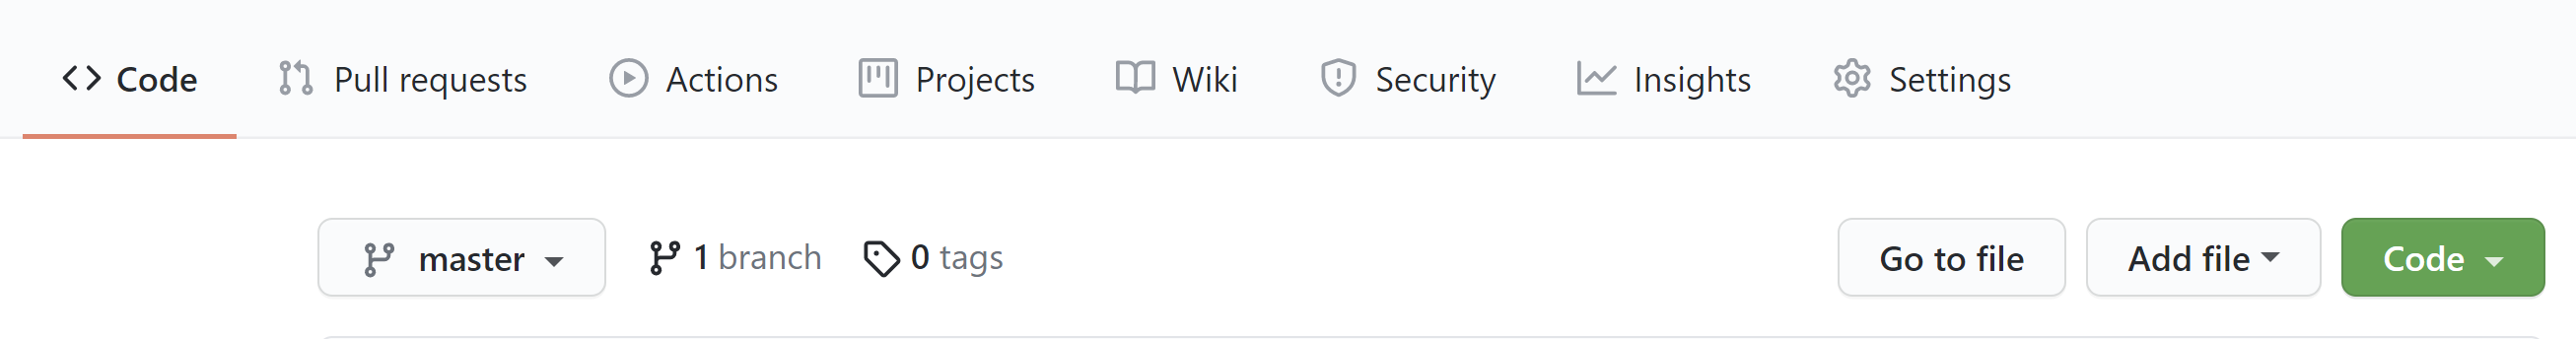 Code Pull requests Actions Projects Wiki Security Insights Settings
master 1 branch 0 tags Go to file Add file Code